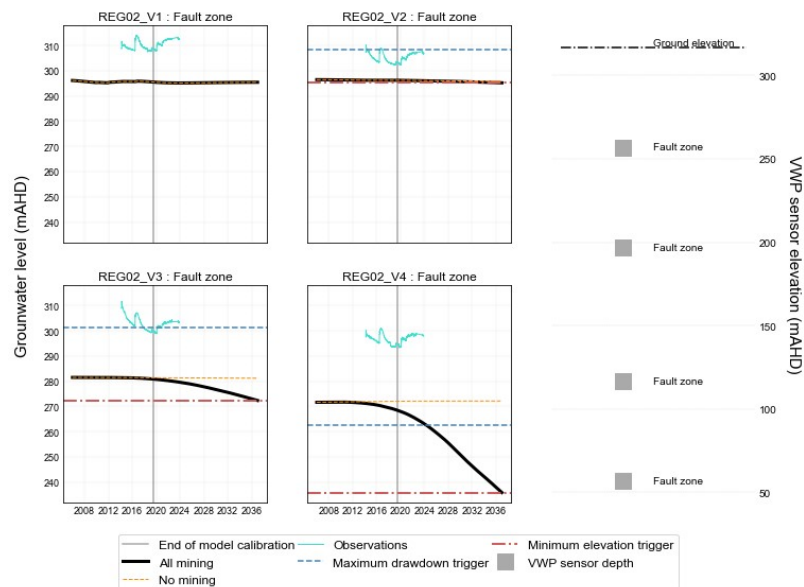 REG02_V1 : Fault zone
REG02_V2 : Fault zone
310
300
290
280
270
260
250
240
Ground elevation
Fault zone
Fault zone
Fault zone
Fault zone
300
250
200
150
100
50
VWP sensor elevation (mAHD)
Grounwater level (mAHD)
REG02_V3 : Fault zone
REG02_V4 : Fault zone
310
300
290
280
270
260
250
240
2008 2012 2016 2020 2024 2028 2032 2036
2008 2012 2016 2020 2024 2028 2032 2036
End of model calibration
All mining
No mining
Observations
Maximum drawdown trigger
Minimum elevation trigger
VWP sensor depth